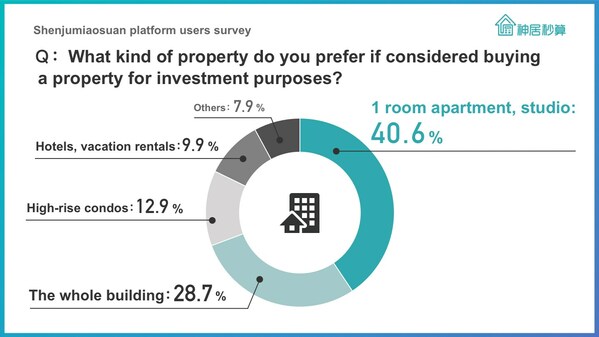 Shenjumiaosuan platform users survey
神居秒算
Q： What kind of property do you prefer if considered buying
a property for investment purposes?
Others：7.9 %
1 room apartment, studio:
40.6 %
Hotels, vacation rentals：9.9 %
High-rise condos：12.9 %
The whole building：28.7 %